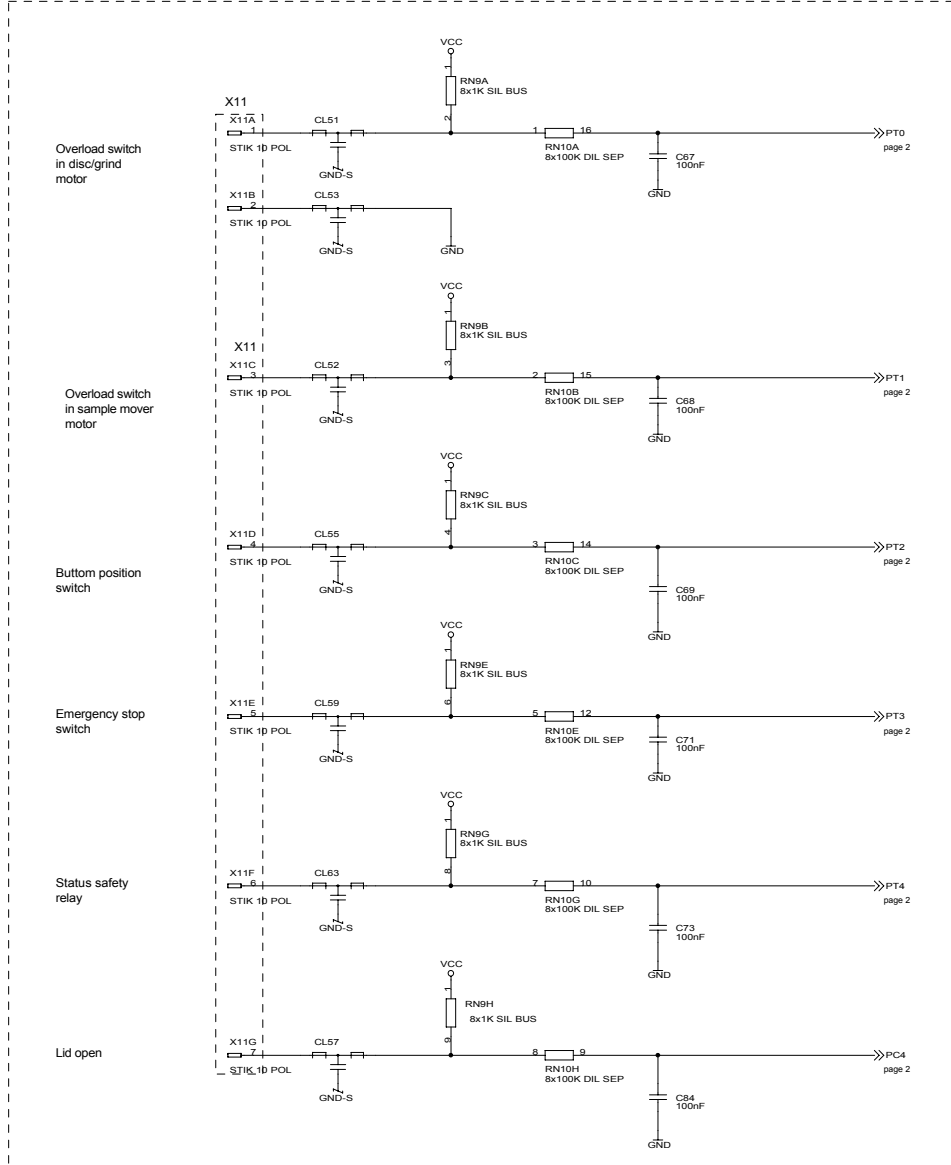 VCC
1
RN9A
8x1K SIL BUS
2
X11
X11A
1
STIK 10 POL
CL51
GND-S
1
16
RN10A
8x100K DIL SEP
C67
100nF
GND
PT0
page 2
Overload switch
in disc/grind
motor
X11B
2
STIK 10 POL
CL53
GND-S
GND
VCC
1
RN9B
8x1K SIL BUS
3
X11
X11C
3
STIK 10 POL
CL52
GND-S
2
15
RN10B
8x100K DIL SEP
C68
100nF
GND
PT1
page 2
Overload switch
in sample mover
motor
VCC
1
RN9C
8x1K SIL BUS
4
X11D
4
STIK 10 POL
CL55
GND-S
3
14
RN10C
8x100K DIL SEP
C69
100nF
GND
PT2
page 2
Buttom position
switch
VCC
1
RN9E
8x1K SIL BUS
6
Emergency stop
switch
X11E
5
STIK 10 POL
CL59
GND-S
5
12
RN10E
8x100K DIL SEP
C71
100nF
GND
PT3
page 2
VCC
1
RN9G
8x1K SIL BUS
8
Status safety
relay
X11F
6
STIK 10 POL
CL63
GND-S
7
10
RN10G
8x100K DIL SEP
C73
100nF
GND
PT4
page 2
VCC
1
RN9H
8x1K SIL BUS
9
Lid open
X11G
7
STIK 10 POL
CL57
GND-S
8
9
RN10H
8x100K DIL SEP
C84
100nF
GND
PC4
page 2